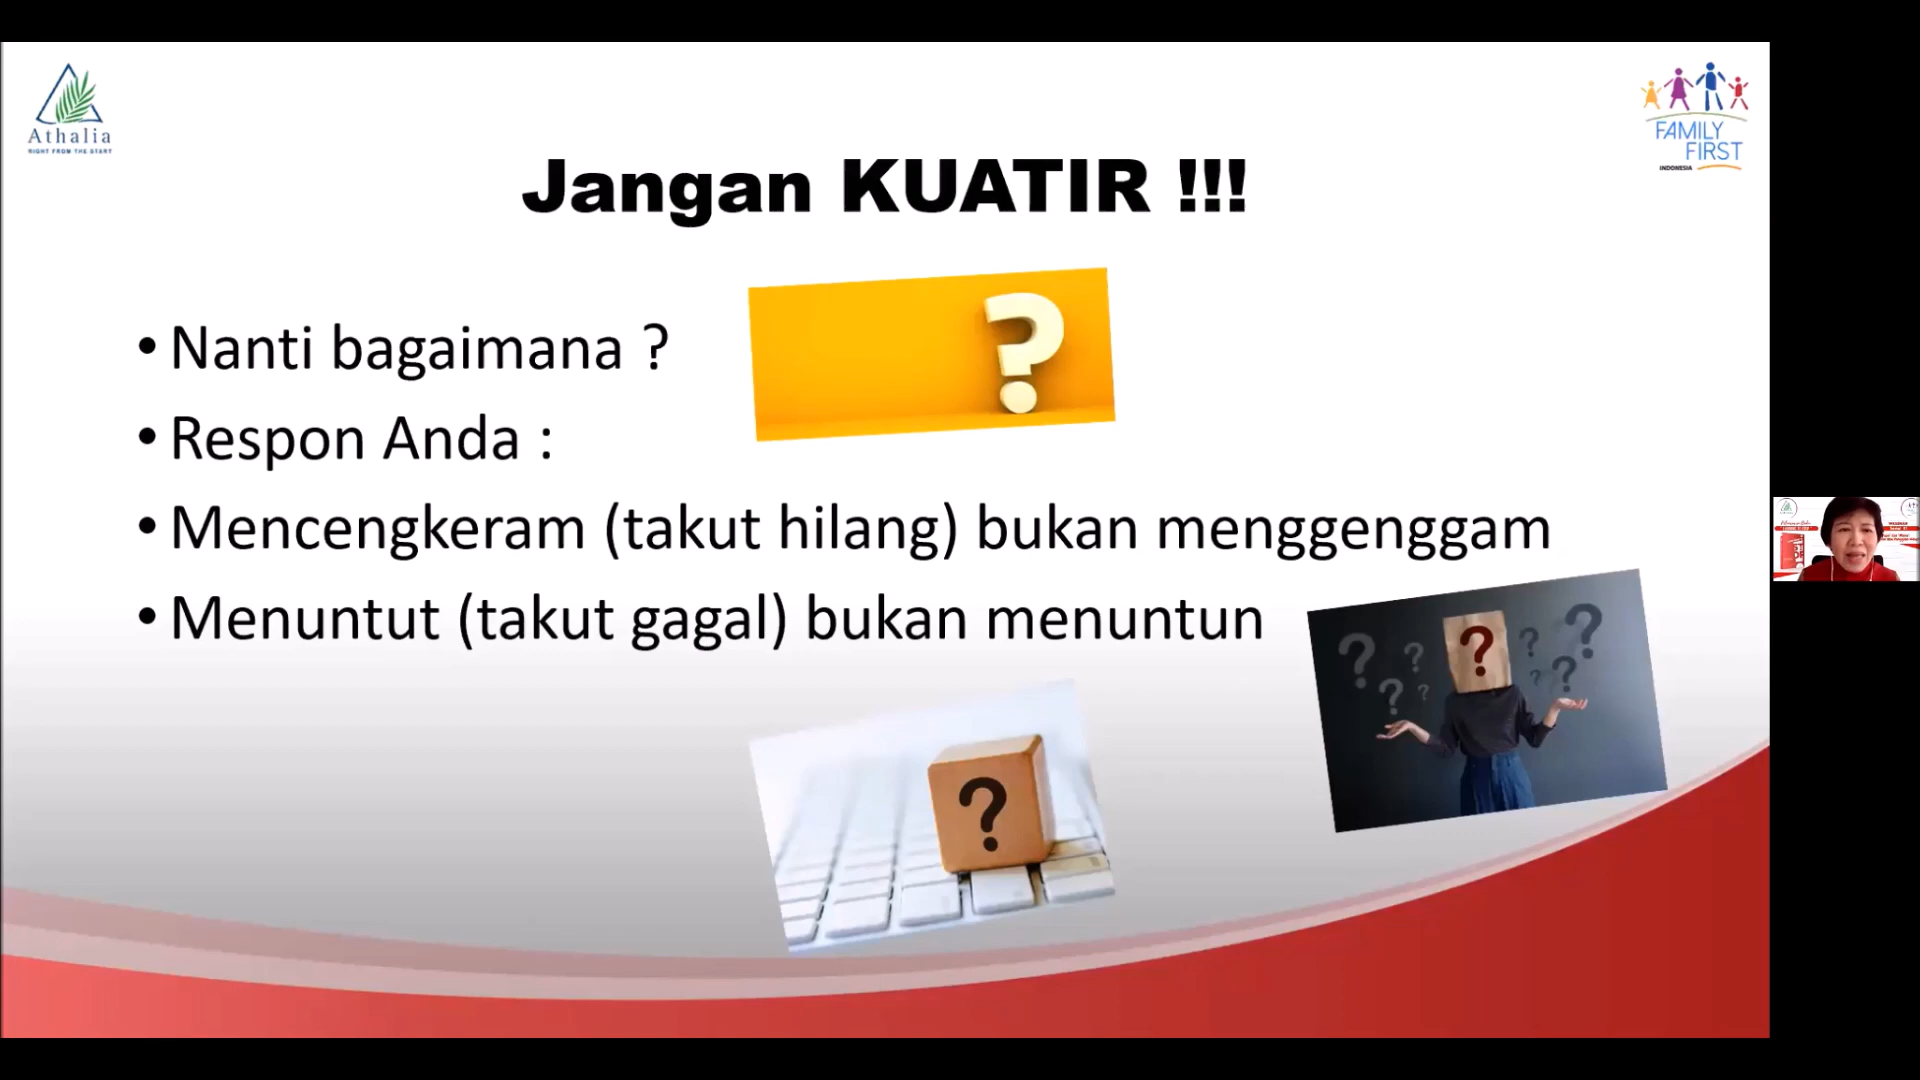 Athalia
RIGHT FROM THE START
FAMILY
FIRST
INDONESIA
Jangan KUATIR !!!
• Nanti bagaimana ?
• Respon Anda :
• Mencengkeram (takut hilang) bukan menggenggam
• Menuntut (takut gagal) bukan menuntun
?
?
?
? ? ? ? ? ? ? ?